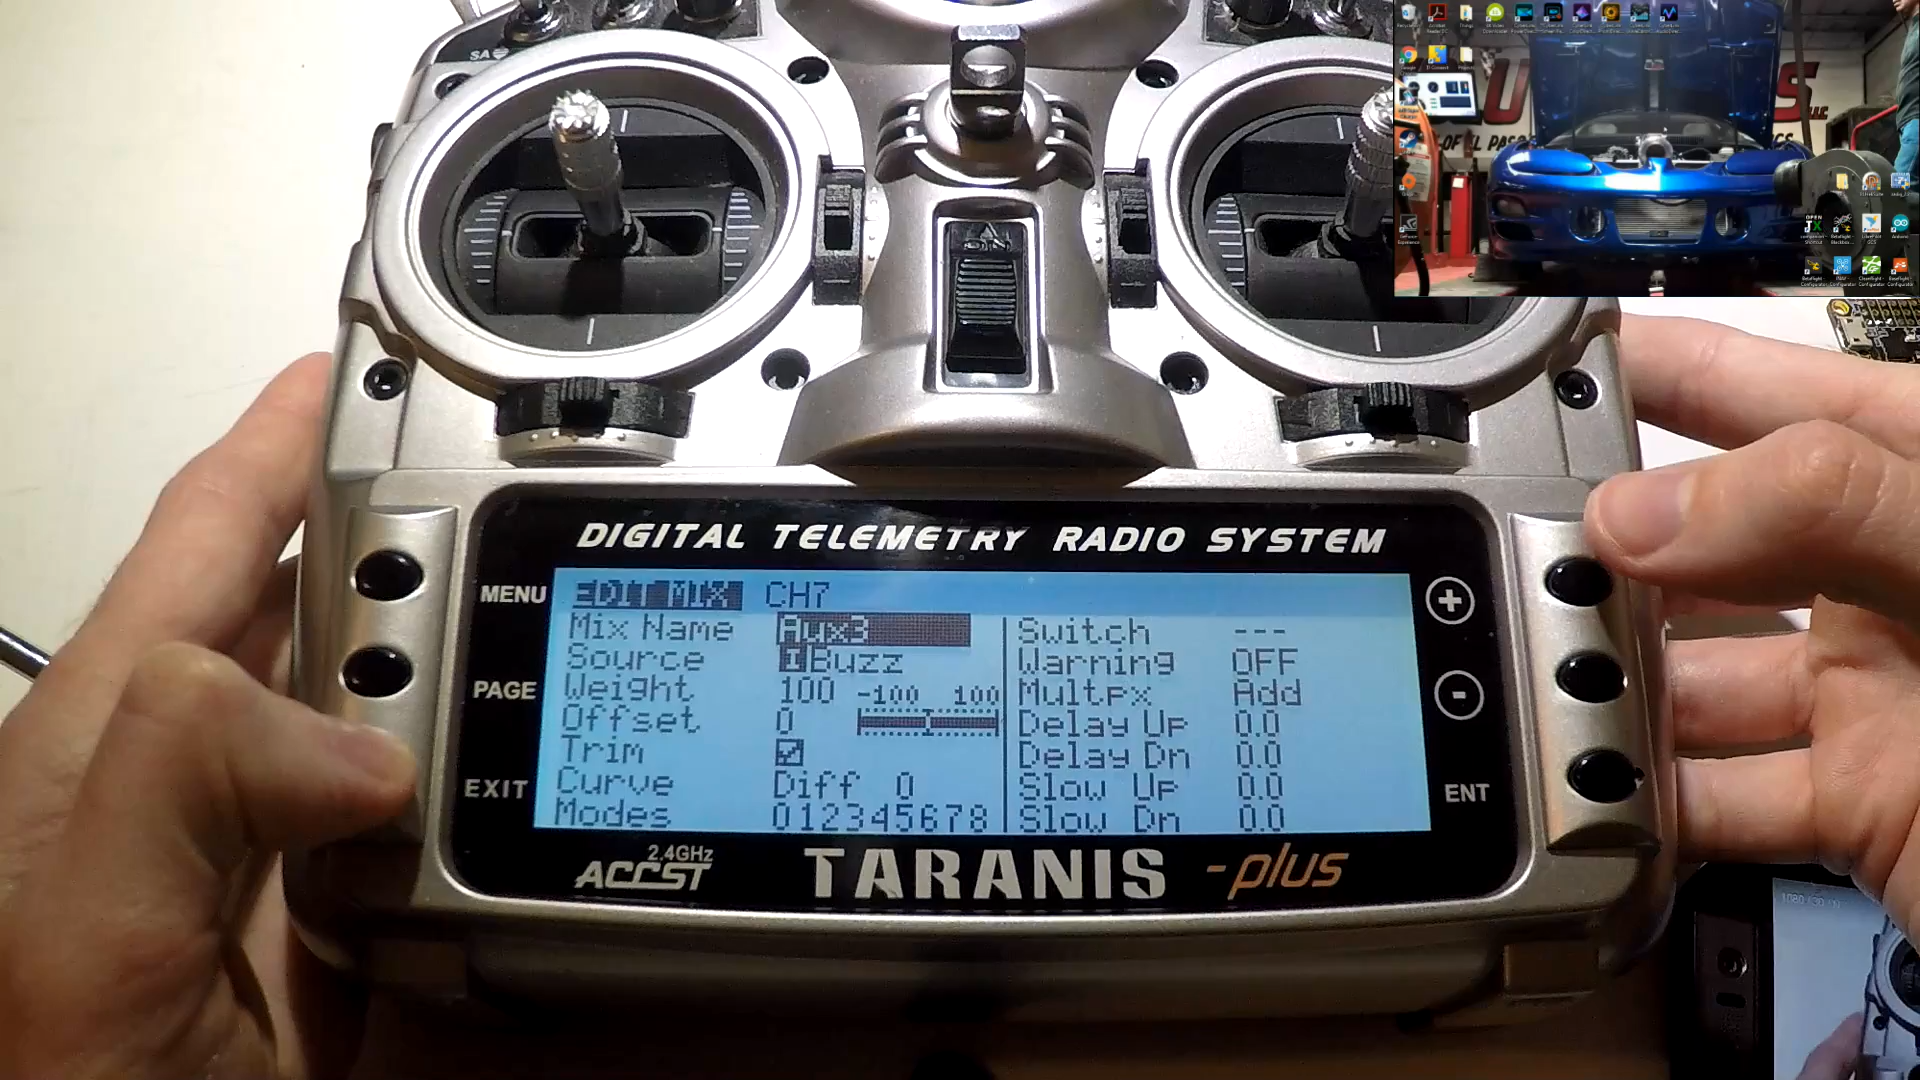 SA
DIGITAL TELEMETRY RADIO SYSTEM
MENU
PAGE
EXIT
EDIT MIX CH7
Mix Name Aux3
Source IBuzz
Weight 100 -100 100
Offset 0
Trim
Curve Diff 0
Modes 012345678
Switch ---
Warning OFF
Multpx Add
Delay Up 0.0
Delay Dn 0.0
Slow Up 0.0
Slow Dn 0.0
+
-
ENT
2.4GHz
ACCST
TARANIS -plus